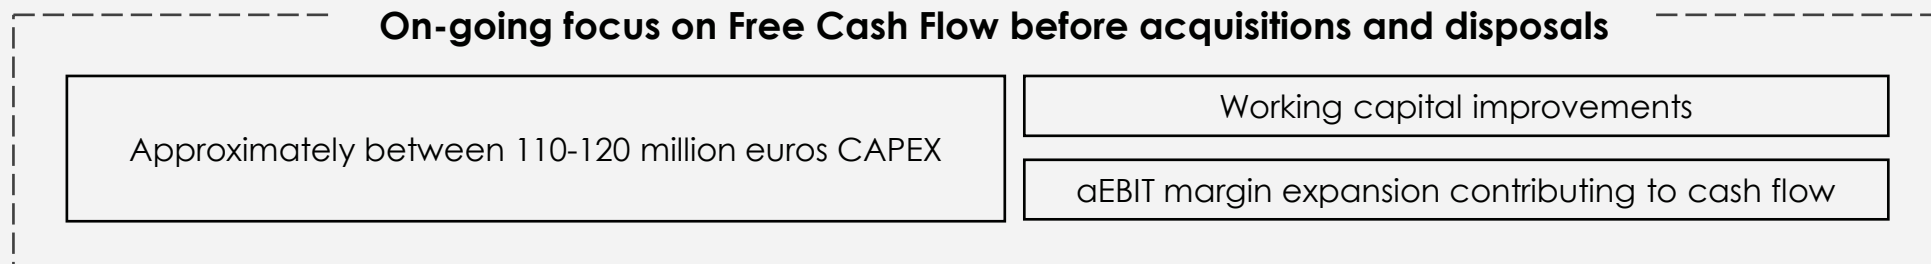 On-going focus on Free Cash Flow before acquisitions and disposals
Approximately between 110-120 million euros CAPEX
Working capital improvements
aEBIT margin expansion contributing to cash flow